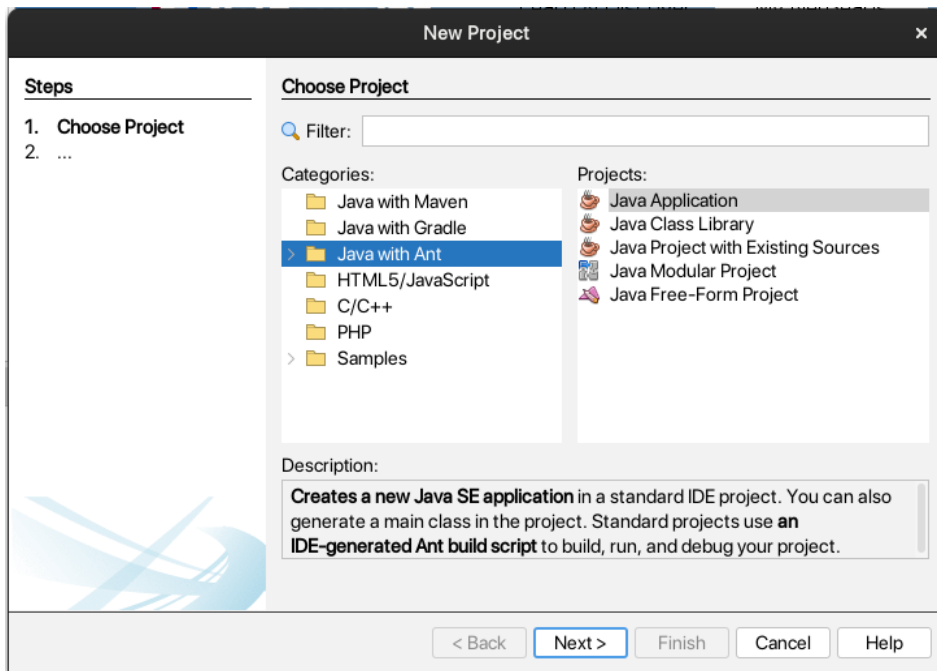 New Project
Steps
1. Choose Project
2. ...
Choose Project
Filter:
Categories:
Java with Maven
Java with Gradle
Java with Ant
HTML5/JavaScript
C/C++
PHP
Samples
Projects:
Java Application
Java Class Library
Java Project with Existing Sources
Java Modular Project
Java Free-Form Project
Description:
Creates a new Java SE application in a standard IDE project. You can also
generate a main class in the project. Standard projects use an
IDE-generated Ant build script to build, run, and debug your project.
< Back
Next >
Finish
Cancel
Help